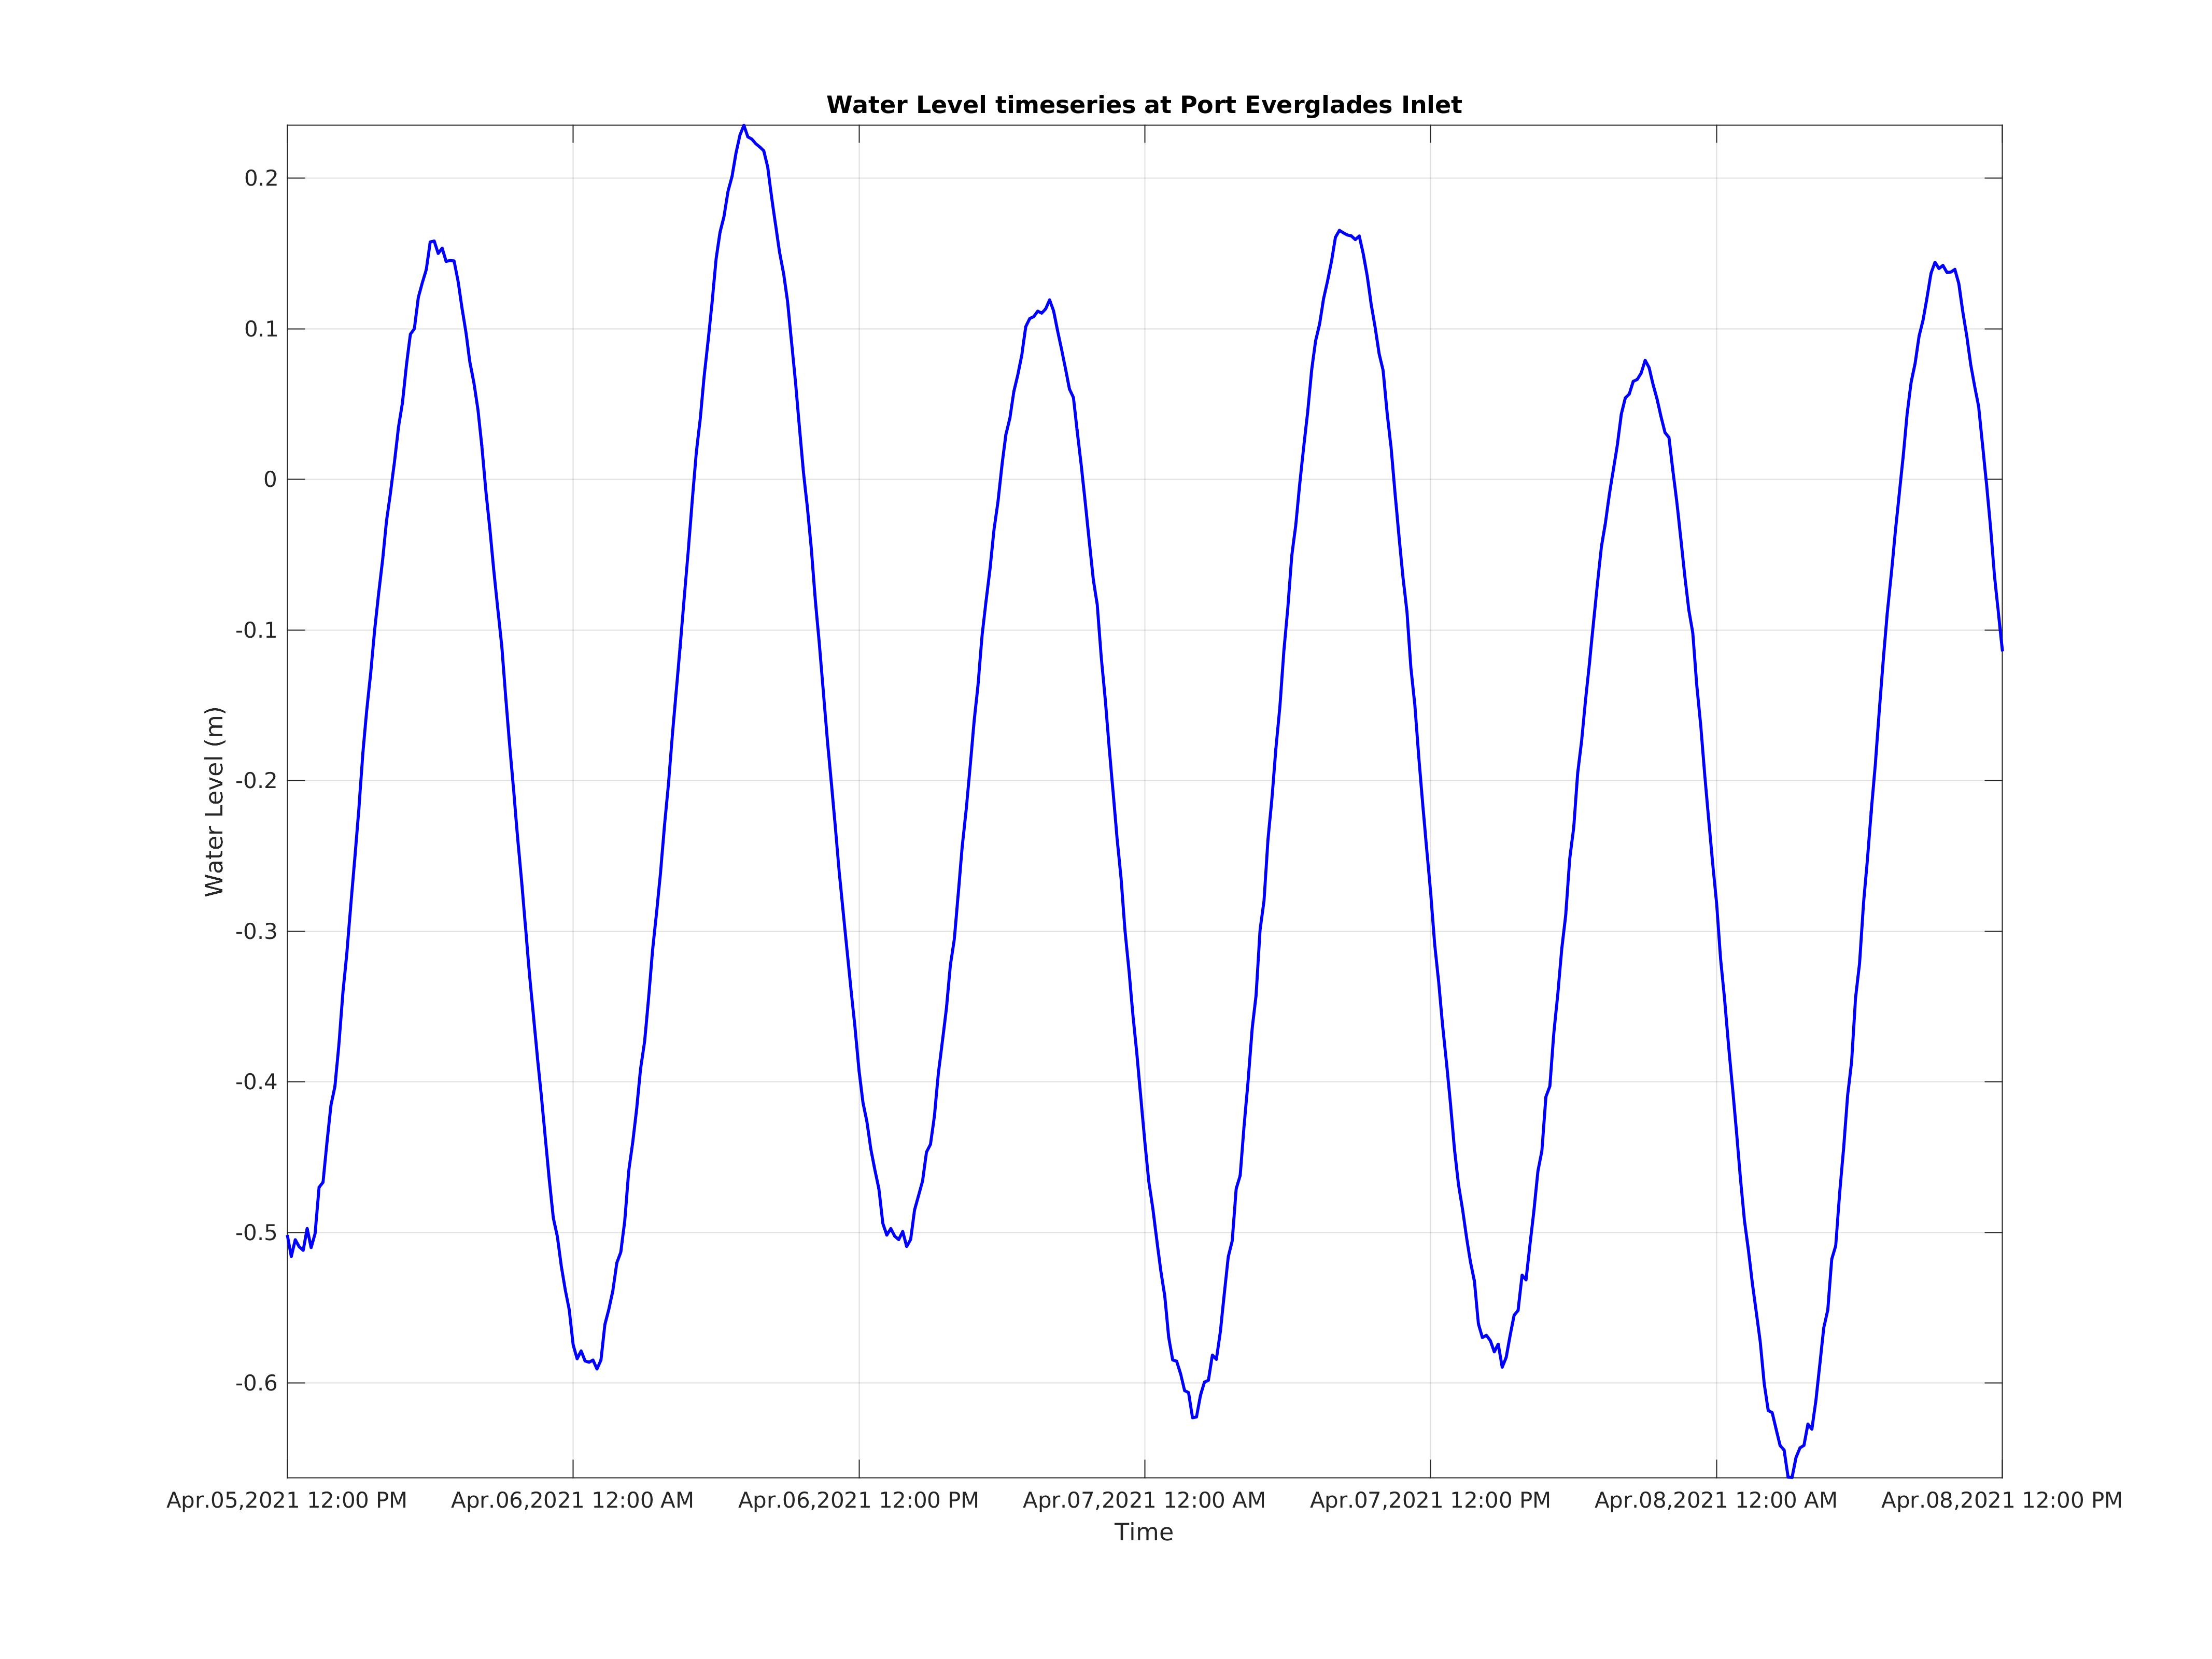 Water Level timeseries at Port Everglades Inlet
0.2
0.1
0
-0.1
-0.2
-0.3
-0.4
-0.5
-0.6
Water Level (m)
Apr.05,2021 12:00 PM Apr.06,2021 12:00 AM Apr.06,2021 12:00 PM Apr.07,2021 12:00 AM Apr.07,2021 12:00 PM Apr.08,2021 12:00 AM Apr.08,2021 12:00 PM
Time